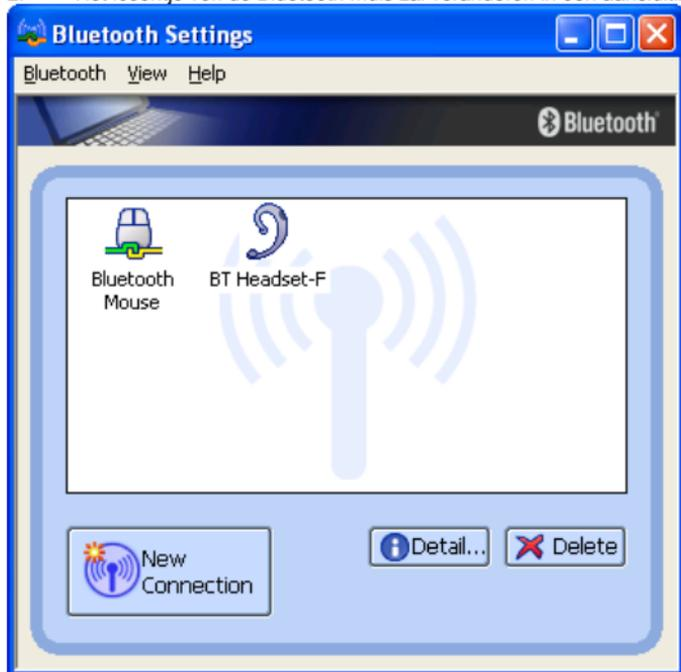 Bluetooth Settings
Bluetooth View Help
Bluetooth
Bluetooth
Mouse
BT Headset-F
New
Connection
Detail...
Delete